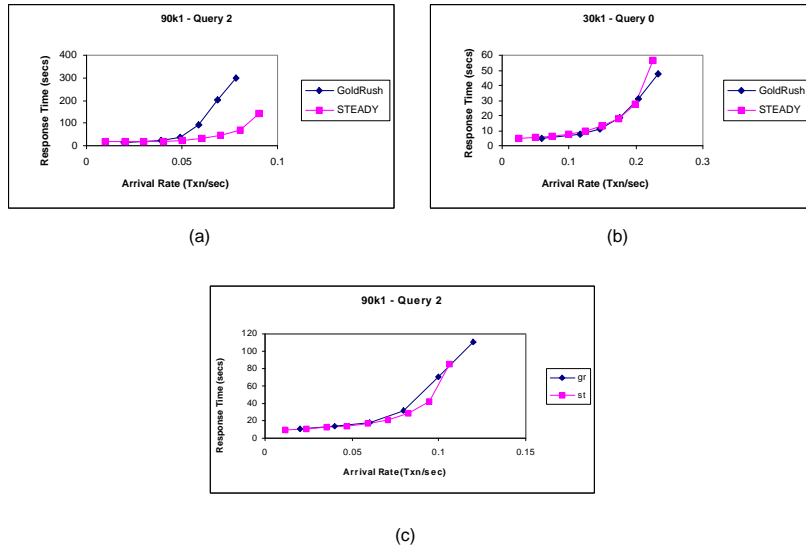 90k1 - Query 2
Response Time (secs)
400
300
200
100
0
0
0.05
0.1
Arrival Rate (Txn/sec)
GoldRush
STEADY
(a)
30k1 - Query 0
Response Time (secs)
60
50
40
30
20
10
0
0
0.1
0.2
0.3
Arrival Rate (Txn/sec)
GoldRush
STEADY
(b)
90k1 - Query 2
Response Time (secs)
120
100
80
60
40
20
0
0
0.05
0.1
0.15
Arrival Rate (Txn/sec)
gr
st
(c)